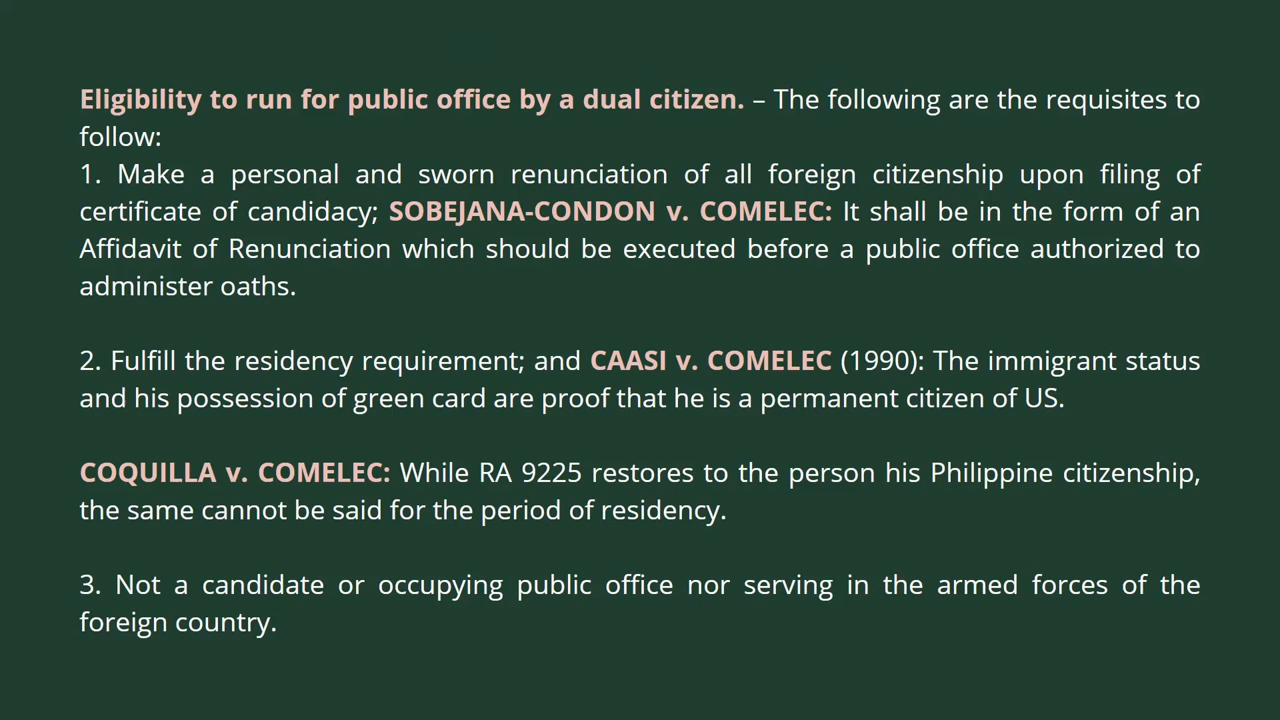 Eligibility to run for public office by a dual citizen. – The following are the requisites to
follow:
1. Make a personal and sworn renunciation of all foreign citizenship upon filing of
certificate of candidacy; SOBEJANA-CONDON v. COMELEC: It shall be in the form of an
Affidavit of Renunciation which should be executed before a public office authorized to
administer oaths.
2. Fulfill the residency requirement; and CAASI v. COMELEC (1990): The immigrant status
and his possession of green card are proof that he is a permanent citizen of US.
COQUILLA v. COMELEC: While RA 9225 restores to the person his Philippine citizenship,
the same cannot be said for the period of residency.
3. Not a candidate or occupying public office nor serving in the armed forces of the
foreign country.